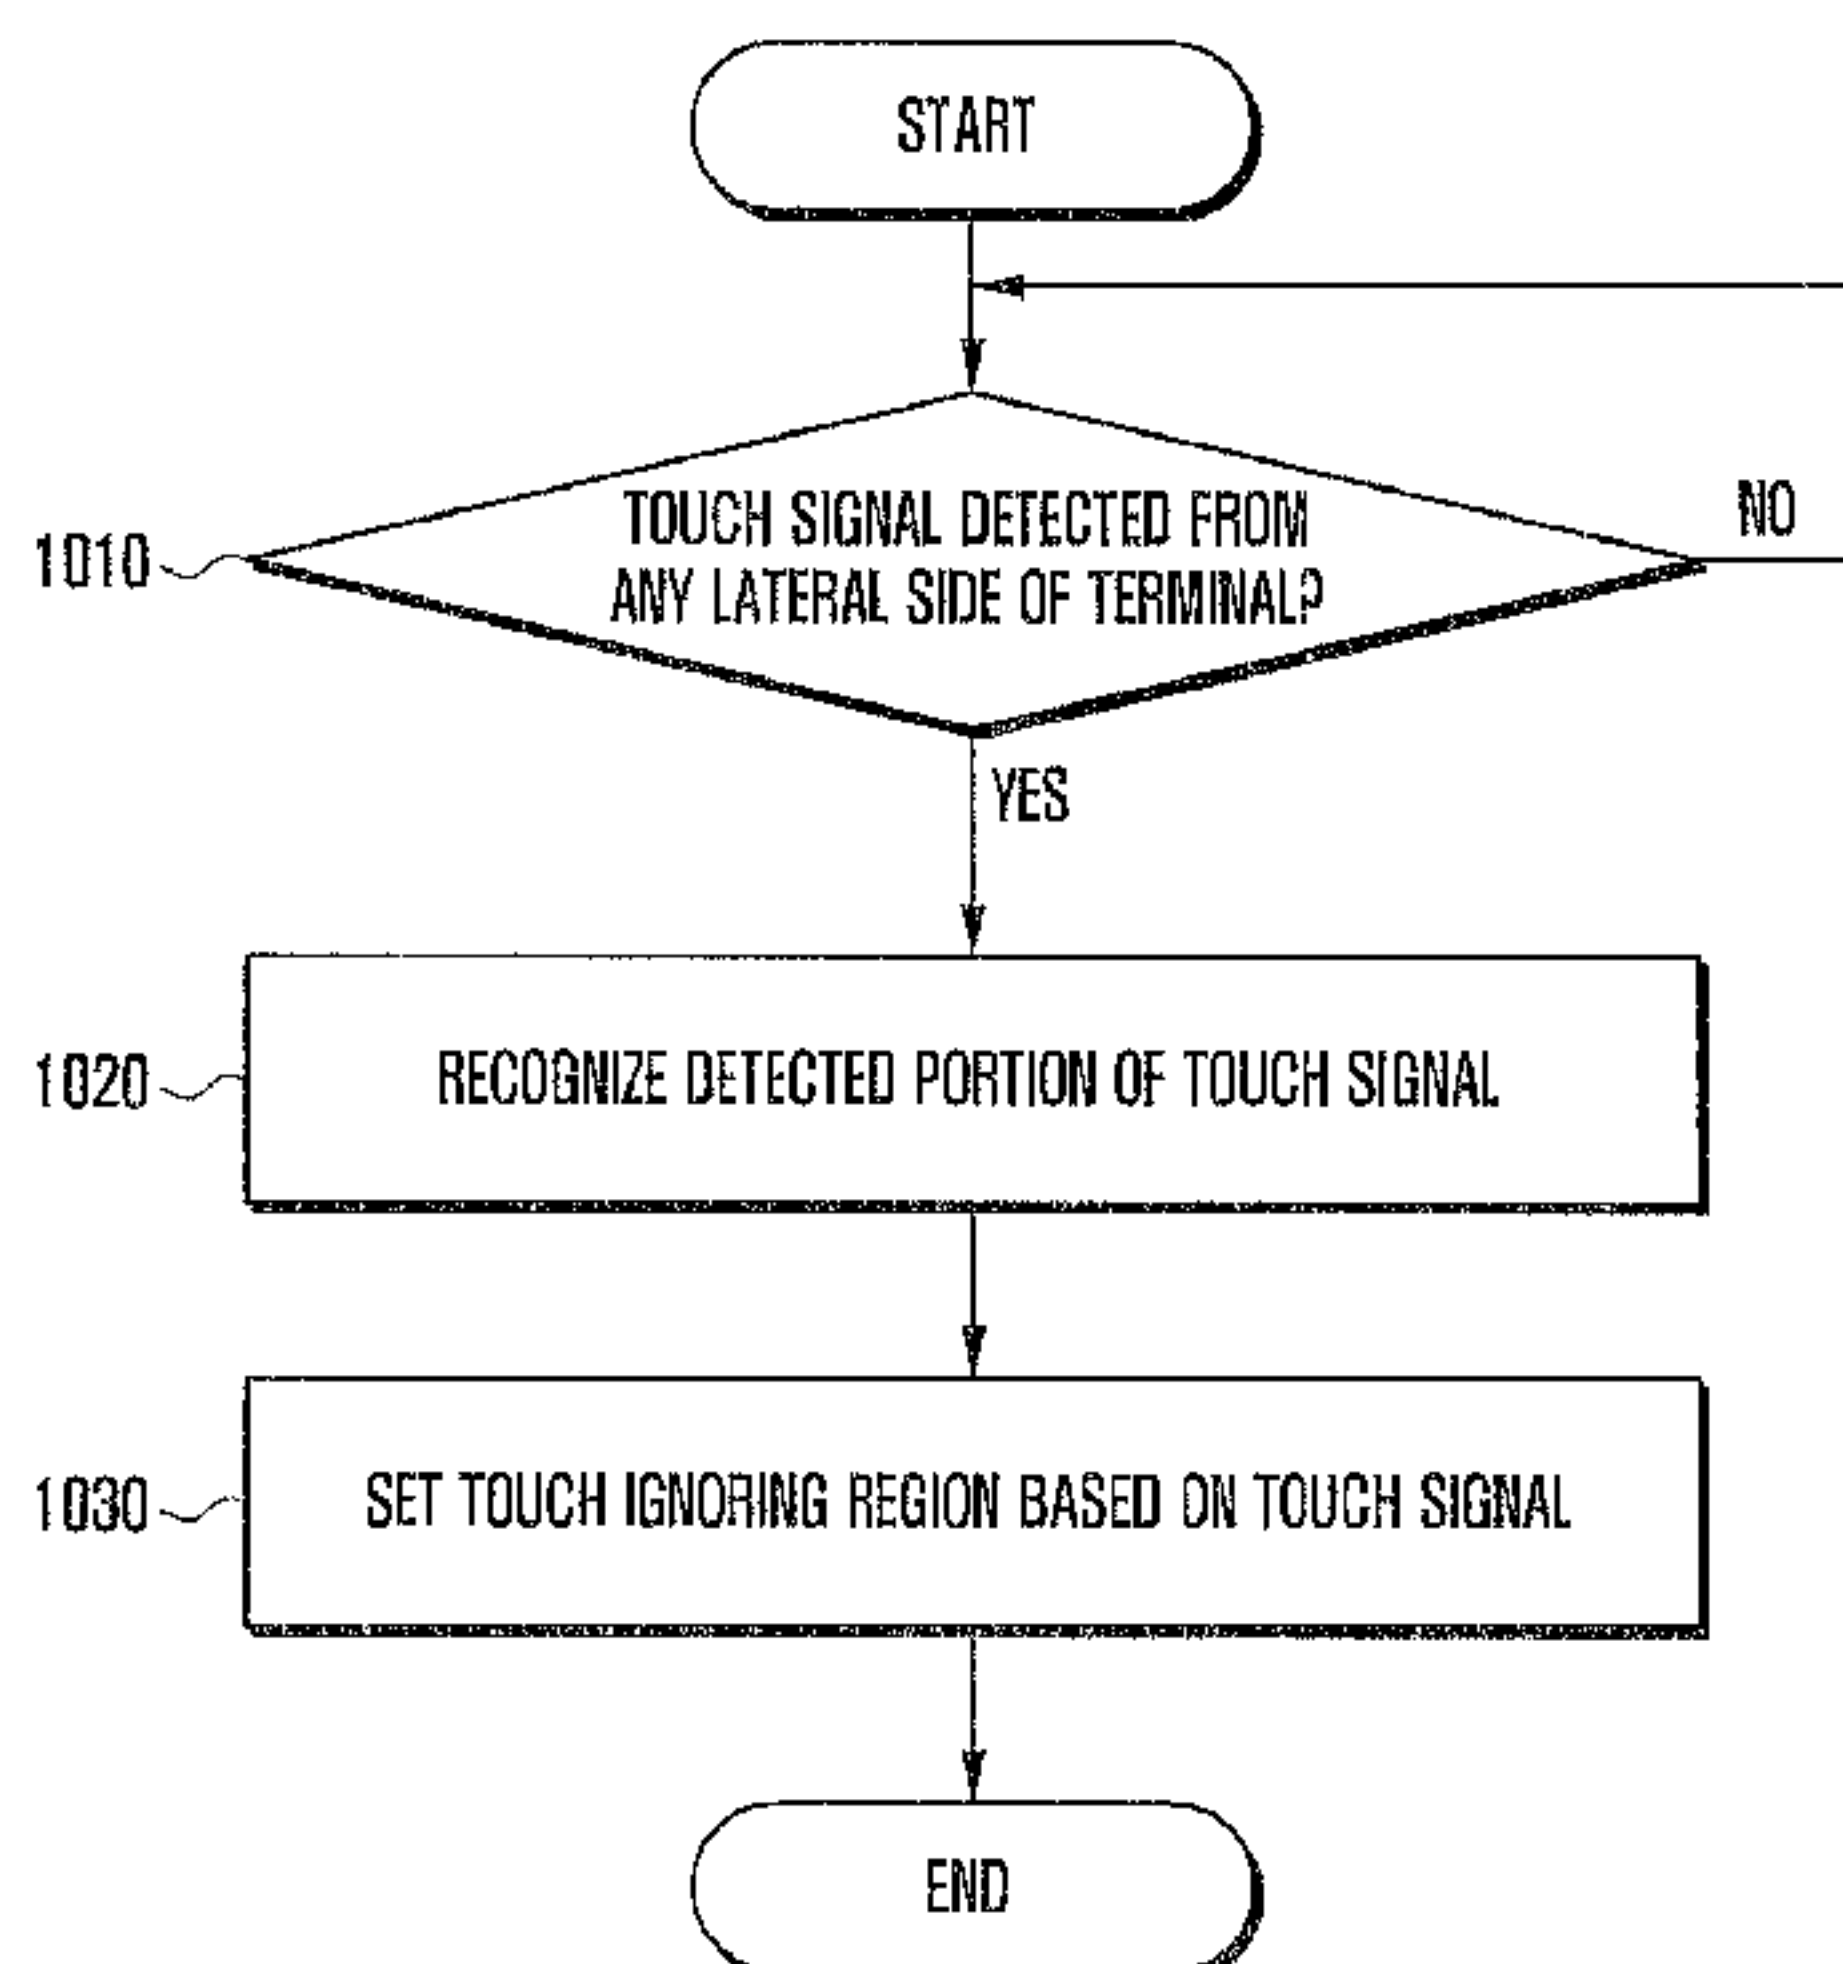 START
TOUCH SIGNAL DETECTED FROM
ANY LATERAL SIDE OF TERMINAL?
NO
1010
YES
1020
RECOGNIZE DETECTED PORTION OF TOUCH SIGNAL
1030
SET TOUCH IGNORING REGION BASED ON TOUCH SIGNAL
END